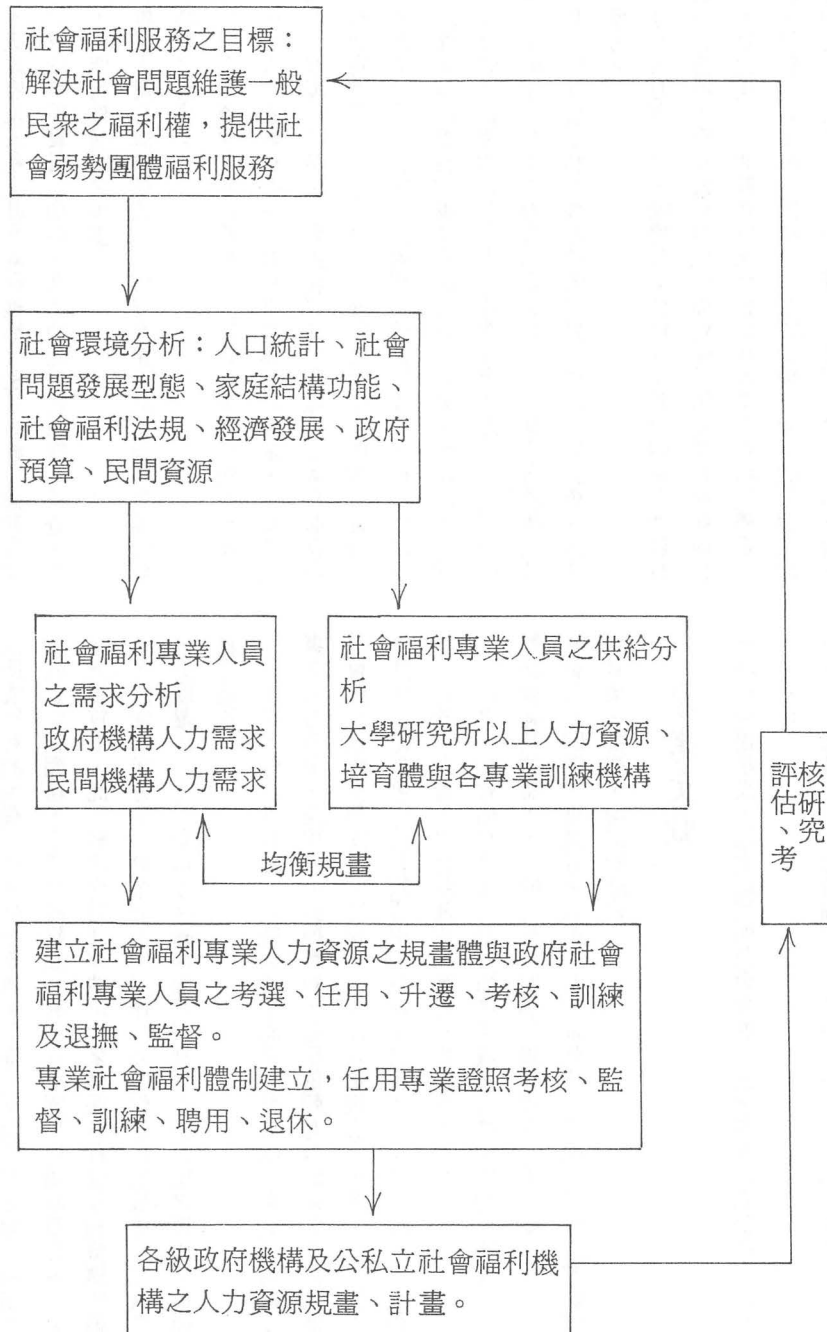 社會福利服務之目標：
解決社會問題維護一般
民衆之福利權，提供社
會弱勢團體福利服務
社會環境分析：人口統計、社會
問題發展型態、家庭結構功能、
社會福利法規、經濟發展、政府
預算、民間資源
社會福利專業人員
之需求分析
政府機構人力需求
民間機構人力需求
社會福利專業人員之供給分
析
大學研究所以上人力資源、
培育體與各專業訓練機構
均衡規畫
建立社會福利專業人力資源之規畫體與政府社會
福利專業人員之考選、任用、升遷、考核、訓練
及退撫、監督。
專業社會福利體制建立，任用專業證照考核、監
督、訓練、聘用、退休。
各級政府機構及公私立社會福利機
構之人力資源規畫、計畫。
評估、考
核研究